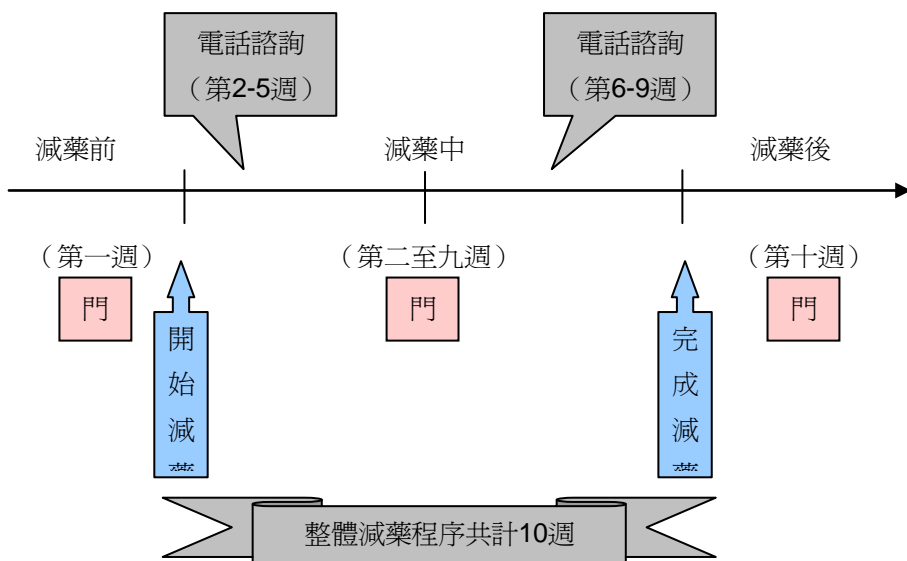 電話諮詢
（第2-5週）
電話諮詢
（第6-9週）
減藥前
減藥中
減藥後
（第一週）
（第二至九週）
（第十週）
門
門
門
開
始
減
藥
完
成
減
藥
整體減藥程序共計10週